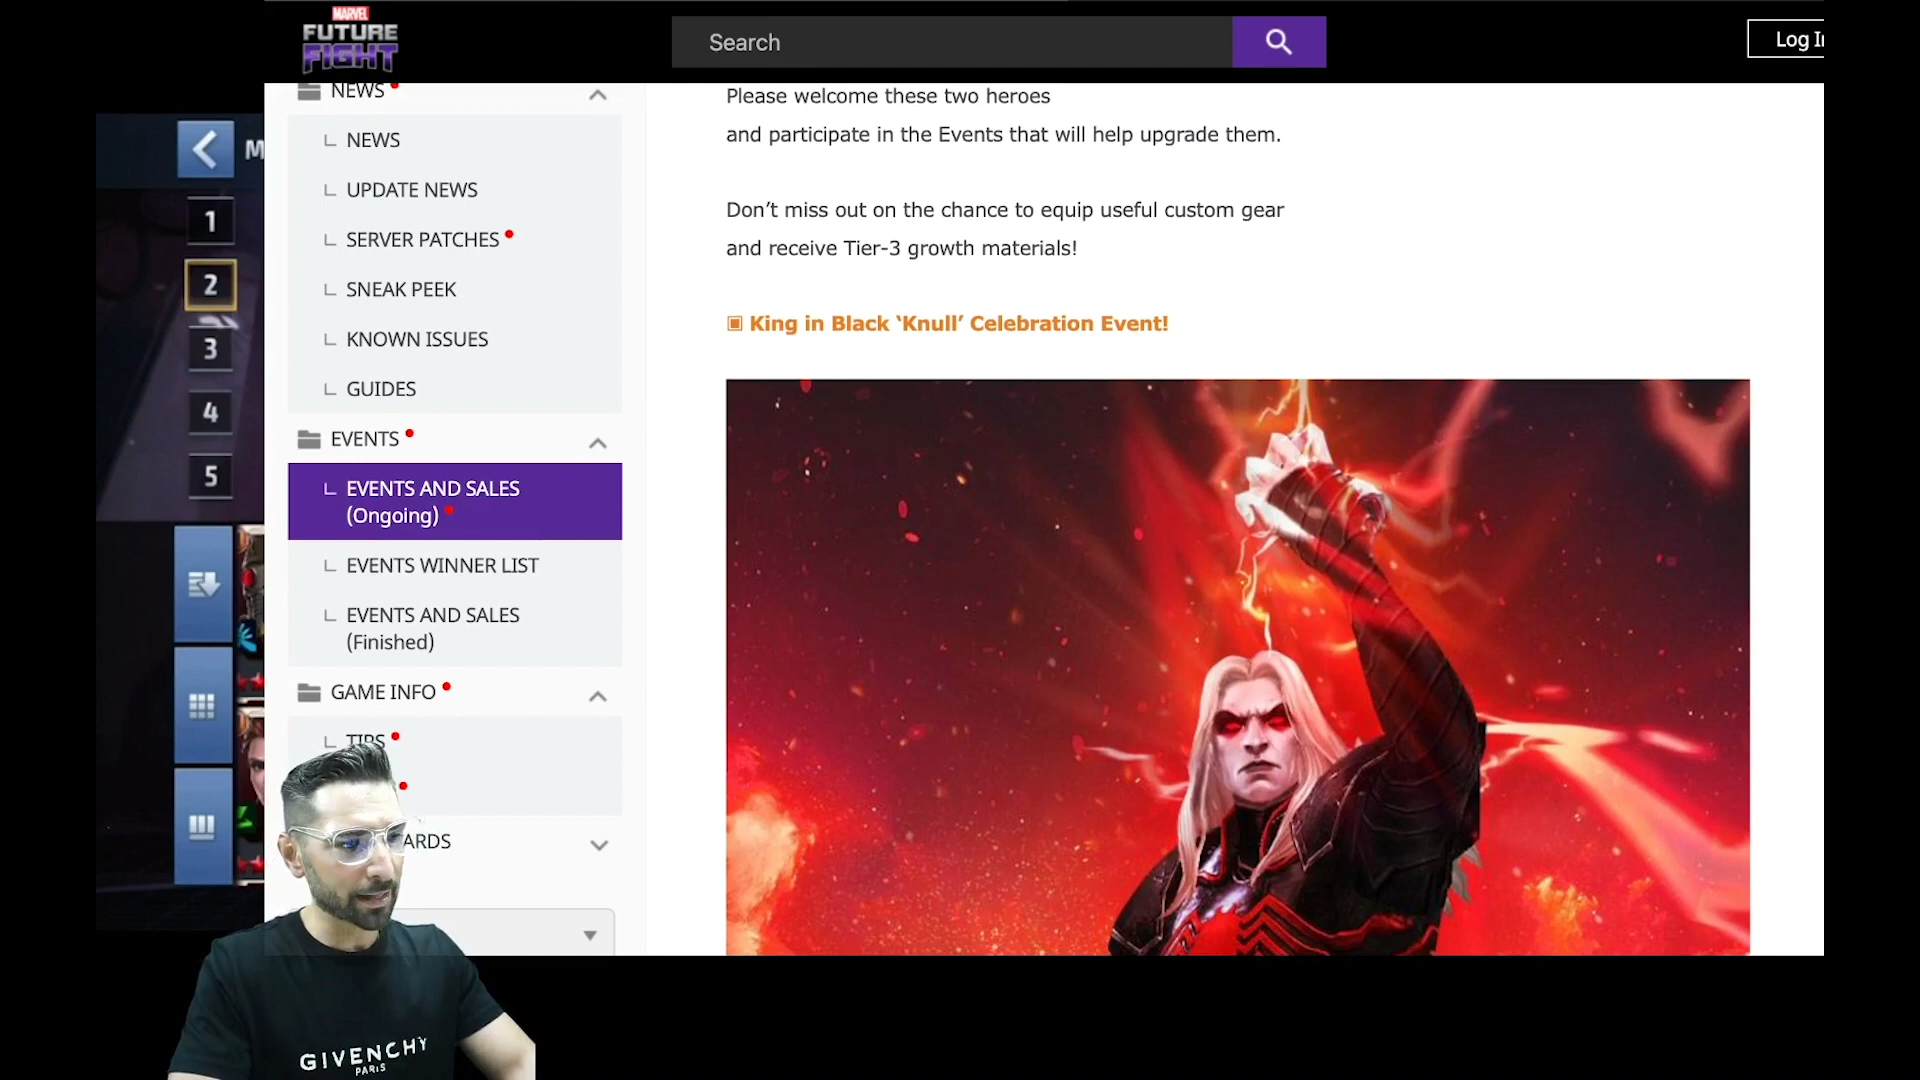 MARVEL
FUTURE
FIGHT
Search
M
1
2
3
4
5
NEWS
NEWS
UPDATE NEWS
SERVER PATCHES
SNEAK PEEK
KNOWN ISSUES
GUIDES
EVENTS
EVENTS AND SALES
(Ongoing)
EVENTS WINNER LIST
EVENTS AND SALES
(Finished)
GAME INFO
TIPS
ARDS
Please welcome these two heroes
and participate in the Events that will help upgrade them.
Don’t miss out on the chance to equip useful custom gear
and receive Tier-3 growth materials!
▣ King in Black ‘Knull’ Celebration Event!
GIVENCHY
PARIS
Log